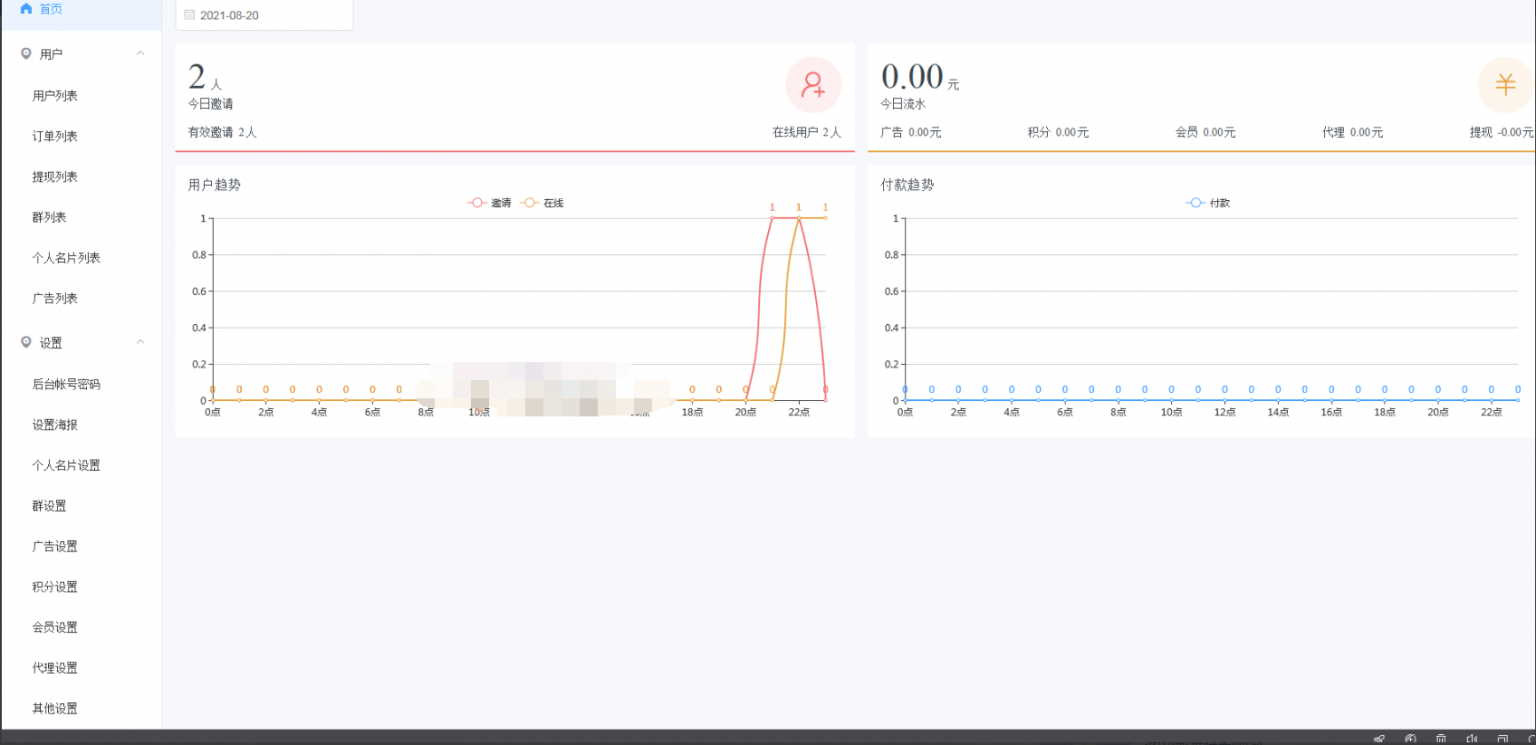 首页
2021-08-20
用户
用户列表
订单列表
提现列表
群列表
个人名片列表
广告列表
设置
后台帐号密码
设置海报
个人名片设置
群设置
广告设置
积分设置
会员设置
代理设置
其他设置
2 人
今日邀请
有效邀请 2人
在线用户 2人
0.00 元
今日流水
广告 0.00元 积分 0.00元 会员 0.00元 代理 0.00元 提现 -0.00元
用户趋势
邀请 在线
1 1 1
1
0.8
0.6
0.4
0.2
0 0 0 0 0 0 0 0 0 0 0 0 0
0
0点 2点 4点 6点 8点 18点 20点 22点
付款趋势
付款
1
0.8
0.6
0.4
0.2
0 0 0 0 0 0 0 0 0 0 0 0 0 0 0 0 0 0 0 0 0 0 0 0
0
0点 2点 4点 6点 8点 10点 12点 14点 16点 18点 20点 22点